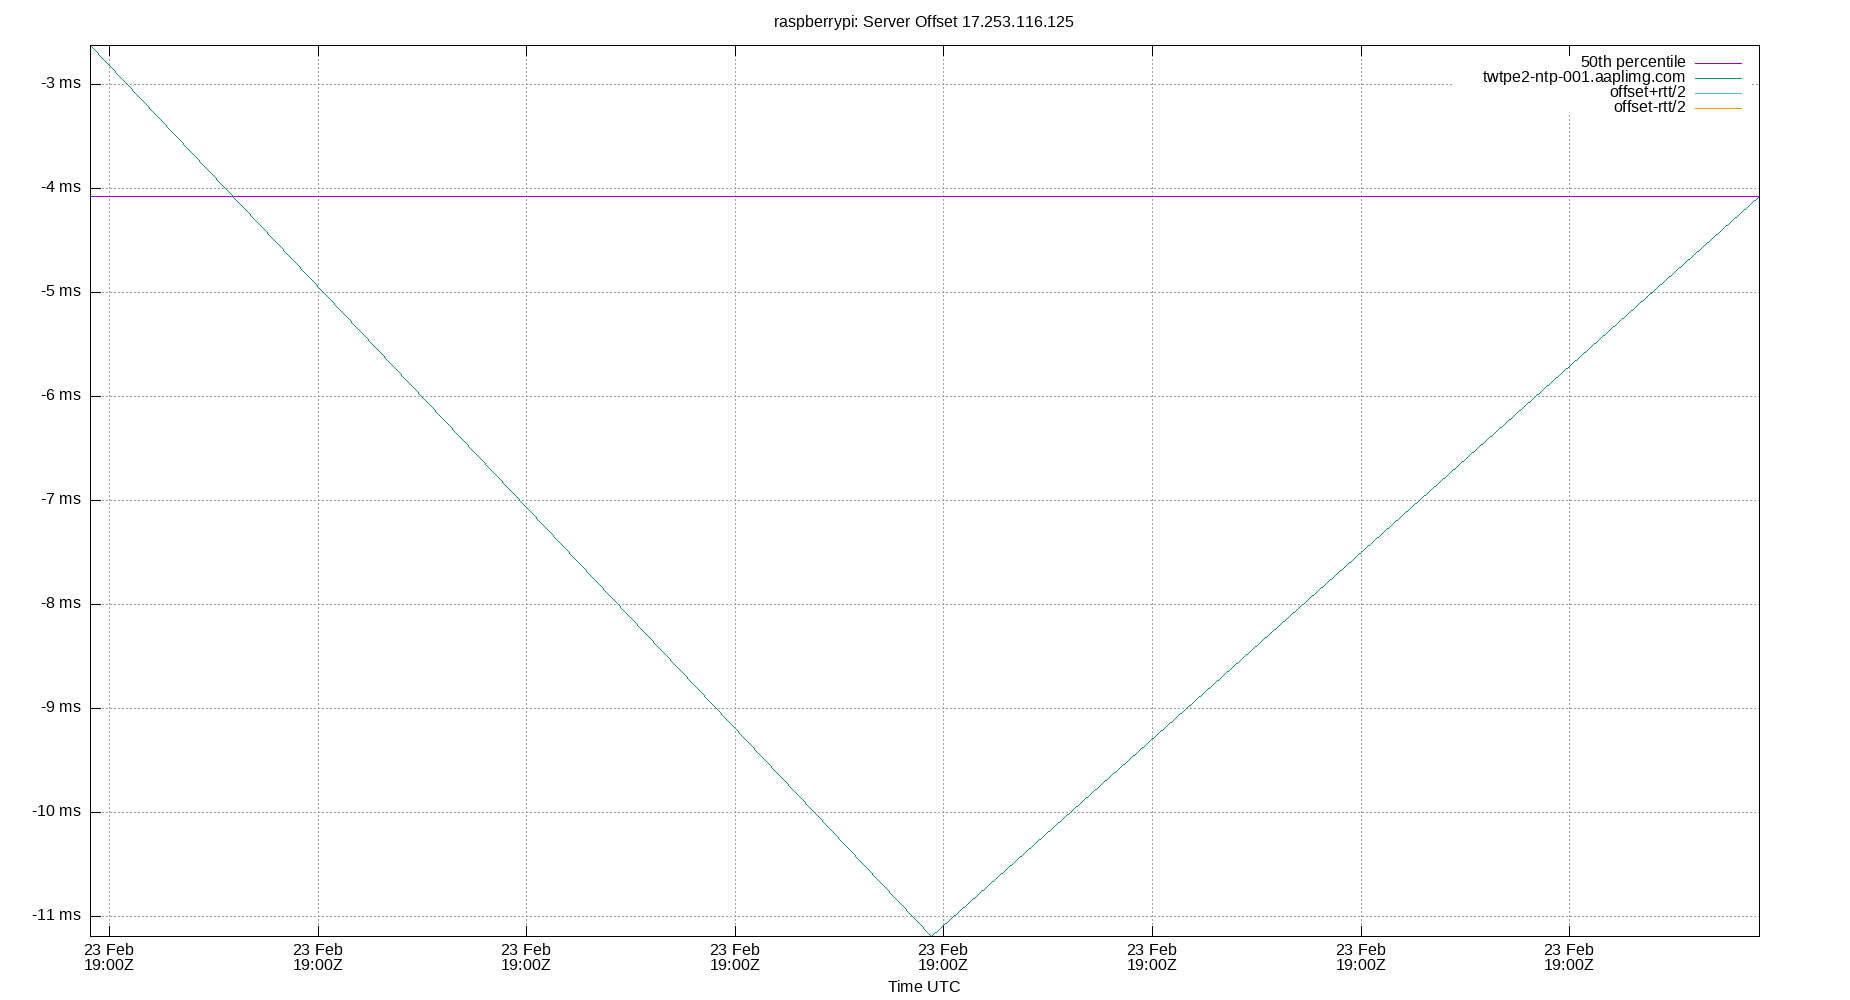 raspberrypi: Server Offset 17.253.116.125
50th percentile
twtpe2-ntp-001.aaplimg.com
offset+rtt/2
offset-rtt/2
-3 ms
-4 ms
-5 ms
-6 ms
-7 ms
-8 ms
-9 ms
-10 ms
-11 ms
23 Feb 23 Feb 23 Feb 23 Feb 23 Feb 23 Feb 23 Feb 23 Feb
19:00Z 19:00Z 19:00Z 19:00Z 19:00Z 19:00Z 19:00Z 19:00Z
Time UTC